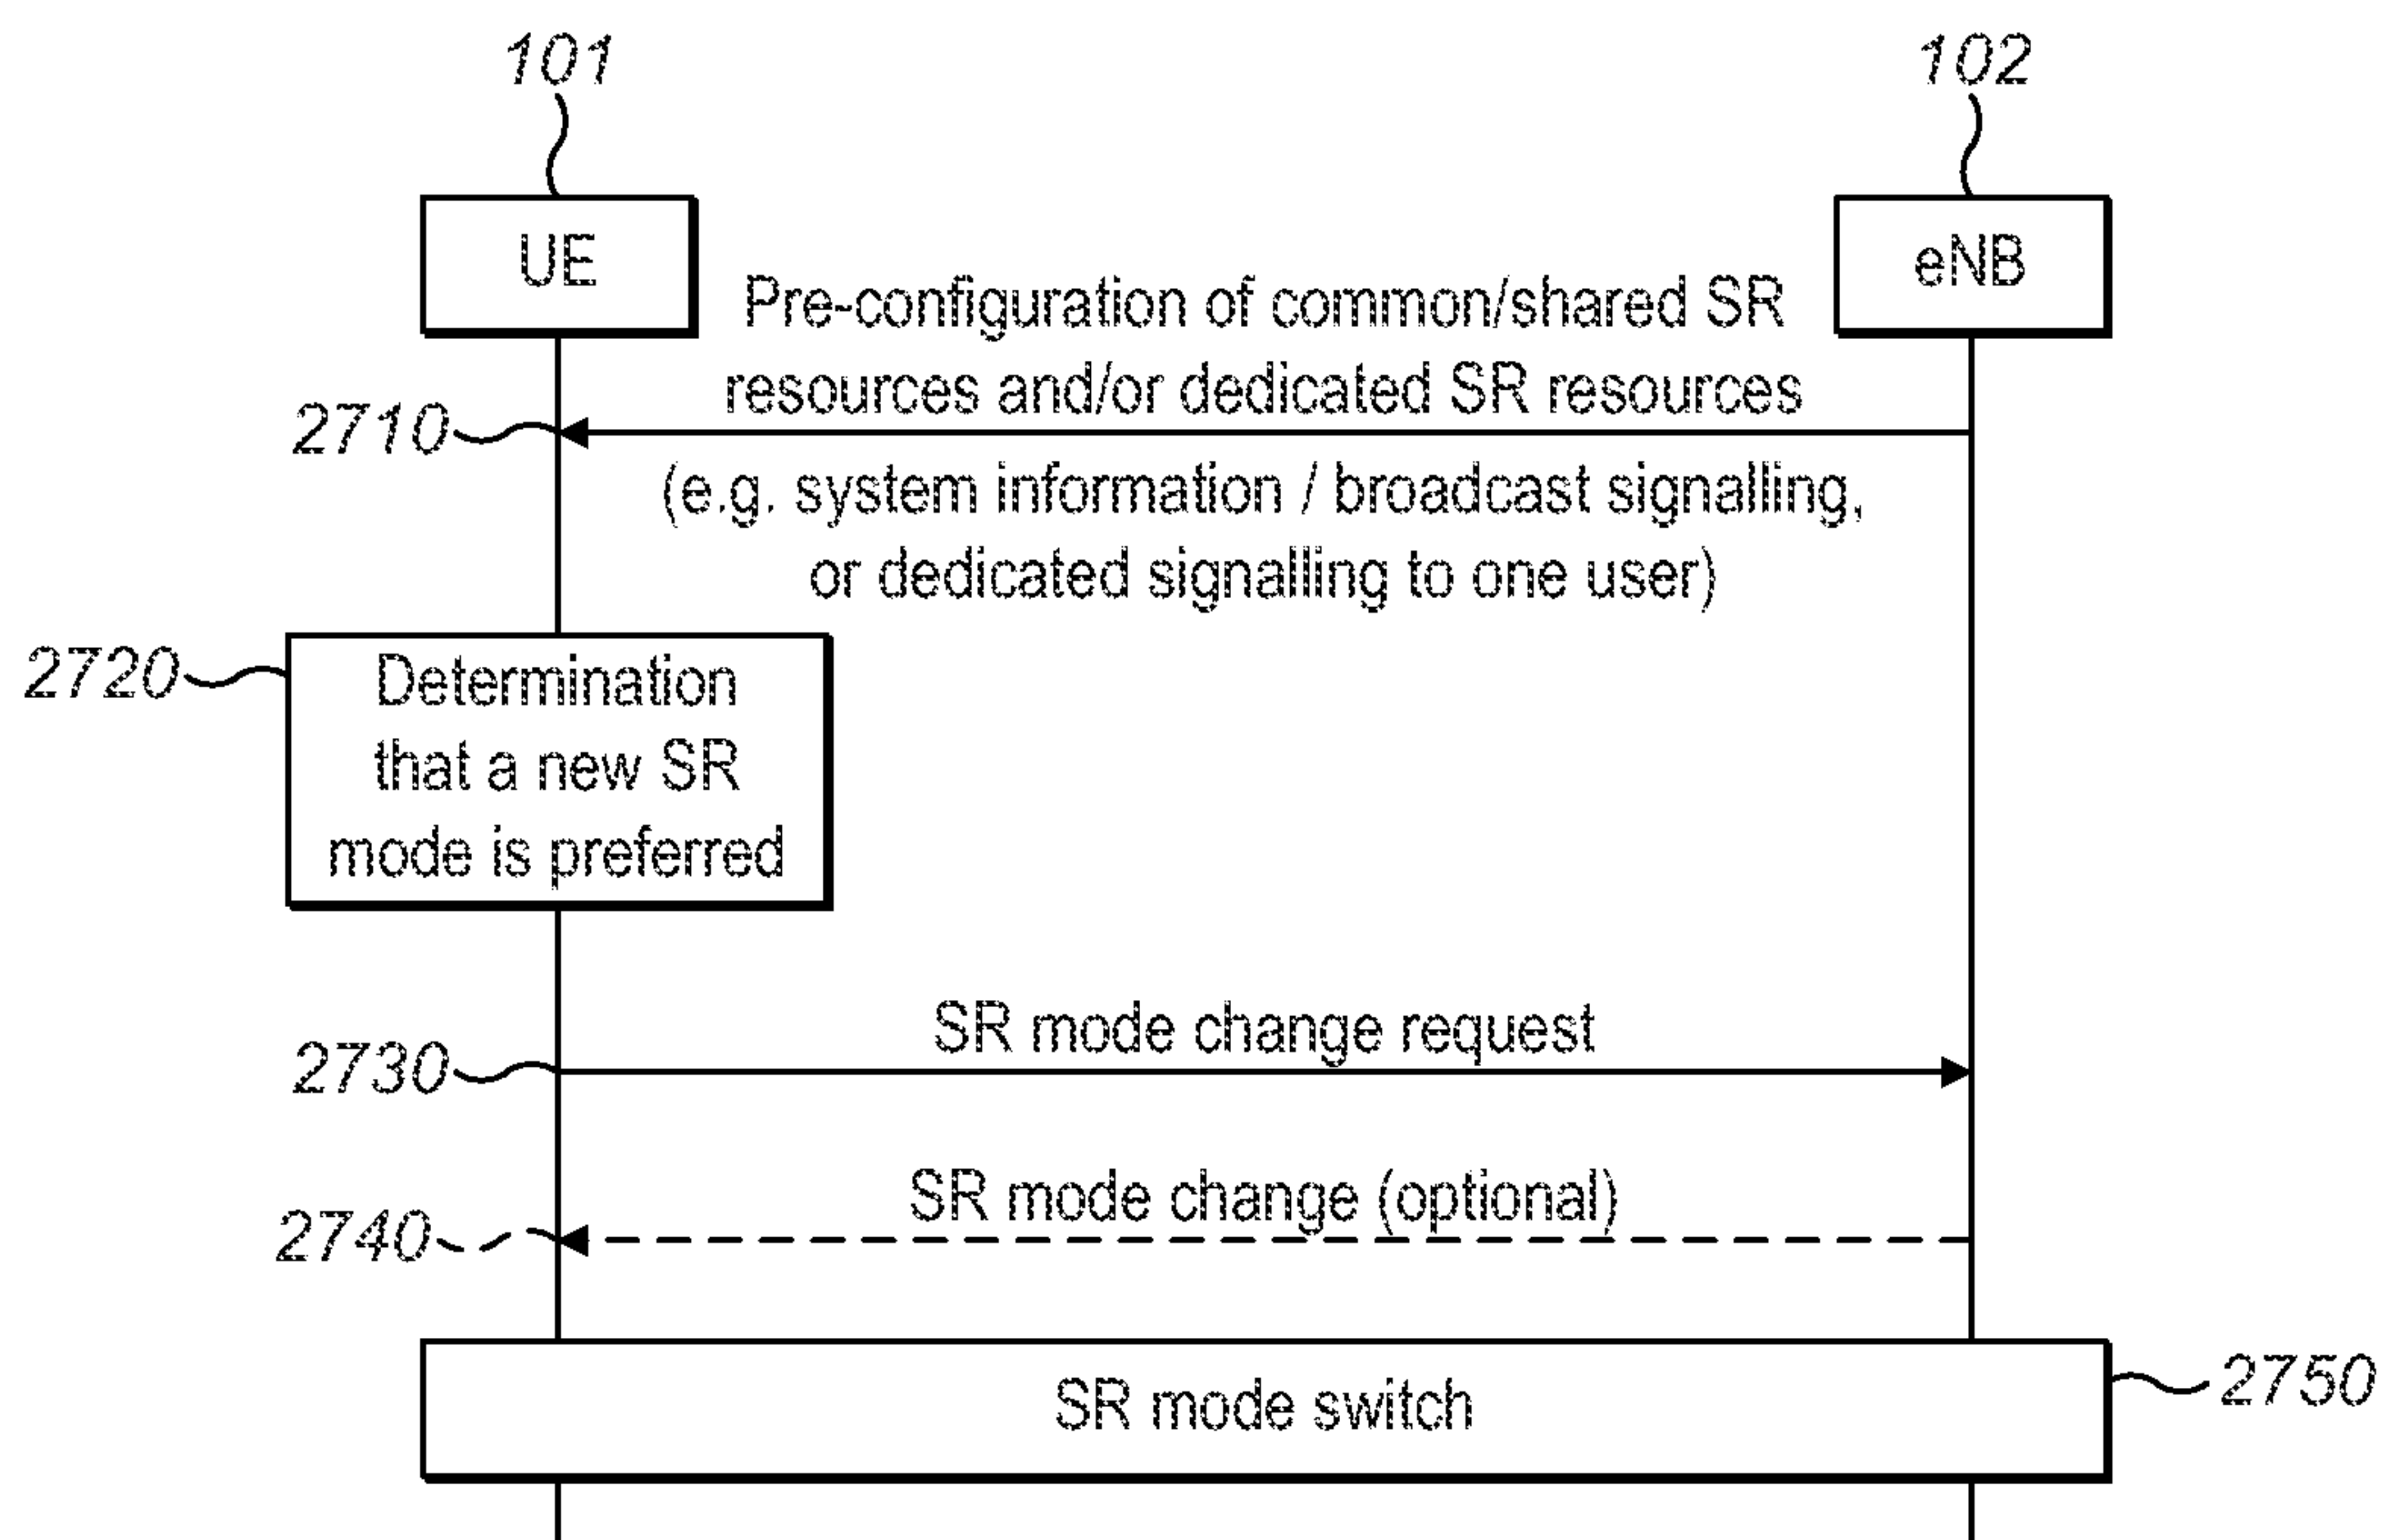 101
102
UE
eNB
Pre-configuration of common/shared SR
resources and/or dedicated SR resources
2710
(e.g. system information / broadcast signalling,
or dedicated signalling to one user)
2720
Determination
that a new SR
mode is preferred
SR mode change request
2730
SR mode change (optional)
2740
SR mode switch
2750